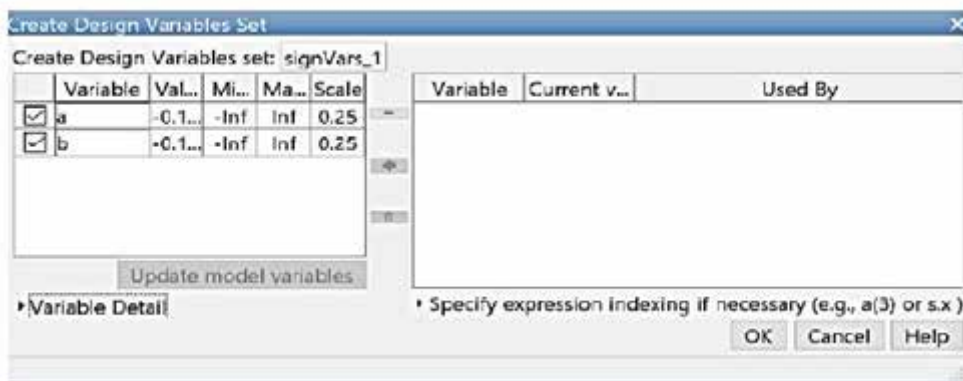 Create Design Variables Set
Create Design Variables set: signVars_1
Variable Val... Mi... Ma... Scale
a -0.1... -Inf Inf 0.25
b -0.1... -Inf Inf 0.25
Update model variables
Variable Detail
Variable Current v... Used By
Specify expression indexing if necessary (e.g., a(3) or s.x )
OK Cancel Help